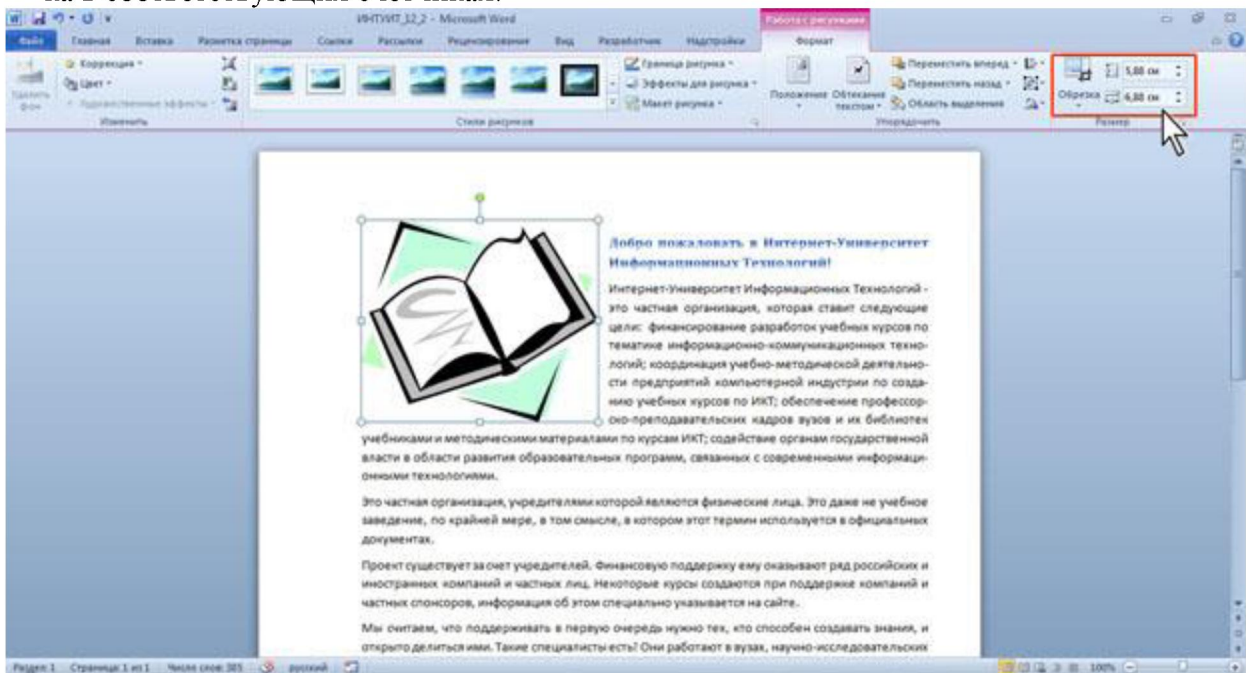 ИНТУИТ_12_2 - Microsoft Word
Работа с рисунками
Файл Главная Вставка Разметка страницы Ссылки Рассылки Рецензирование Вид Разработчик Надстройки Формат
Удалить фон
Коррекция
Цвет
Художественные эффекты
Изменить
Стили рисунков
Граница рисунка
Эффекты для рисунка
Макет рисунка
Положение
Обтекание текстом
Переместить вперед
Переместить назад
Область выделения
Упорядочить
Обрезка
5,88 см
6,88 см
Размер
Добро пожаловать в Интернет-Университет
Информационных Технологий!
Интернет-Университет Информационных Технологий -
это частная организация, которая ставит следующие
цели: финансирование разработок учебных курсов по
тематике информационно-коммуникационных техно-
логий; координация учебно-методической деятельно-
сти предприятий компьютерной индустрии по созда-
нию учебных курсов по ИКТ; обеспечение профессор-
ско-преподавательских кадров вузов и их библиотек
учебниками и методическими материалами по курсам ИКТ; содействие органам государственной
власти в области развития образовательных программ, связанных с современными информаци-
онными технологиями.
Это частная организация, учредителями которой являются физические лица. Это даже не учебное
заведение, по крайней мере, в том смысле, в котором этот термин используется в официальных
документах.
Проект существует за счет учредителей. Финансовую поддержку ему оказывают ряд российских и
иностранных компаний и частных лиц. Некоторые курсы создаются при поддержке компаний и
частных спонсоров, информация об этом специально указывается на сайте.
Мы считаем, что поддерживать в первую очередь нужно тех, кто способен создавать знания, и
открыто делиться ими. Такие специалисты есть! Они работают в вузах, научно-исследовательских
Раздел: 1 Страница: 1 из 1 Число слов: 385 русский 100%